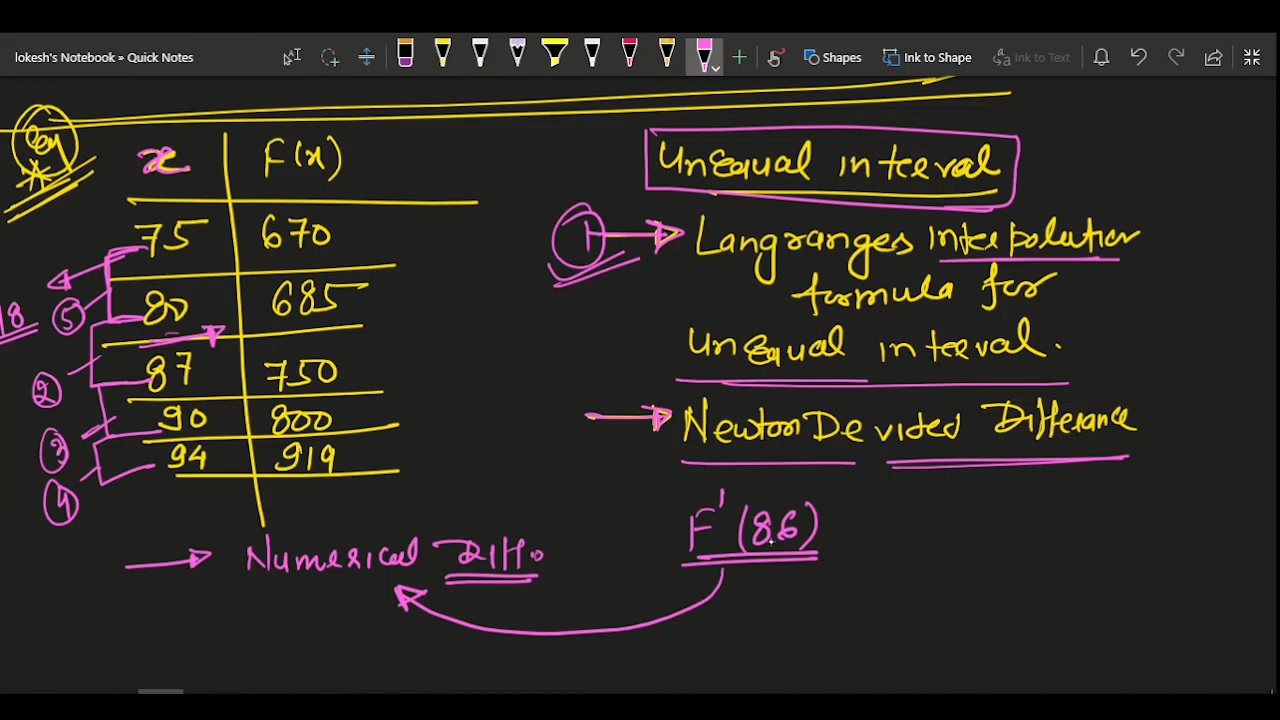 lokesh's Notebook » Quick Notes
Shapes
Ink to Shape
Ink to Text
x F(x)
75 670
80 685
87 750
90 800
94 919
18
5
2
3
4
→ Numerical Diff.
Unequal interval
1 → Langranges interpolation
formula for
Unequal interval.
→ Newton Devided Differance
F'(86)